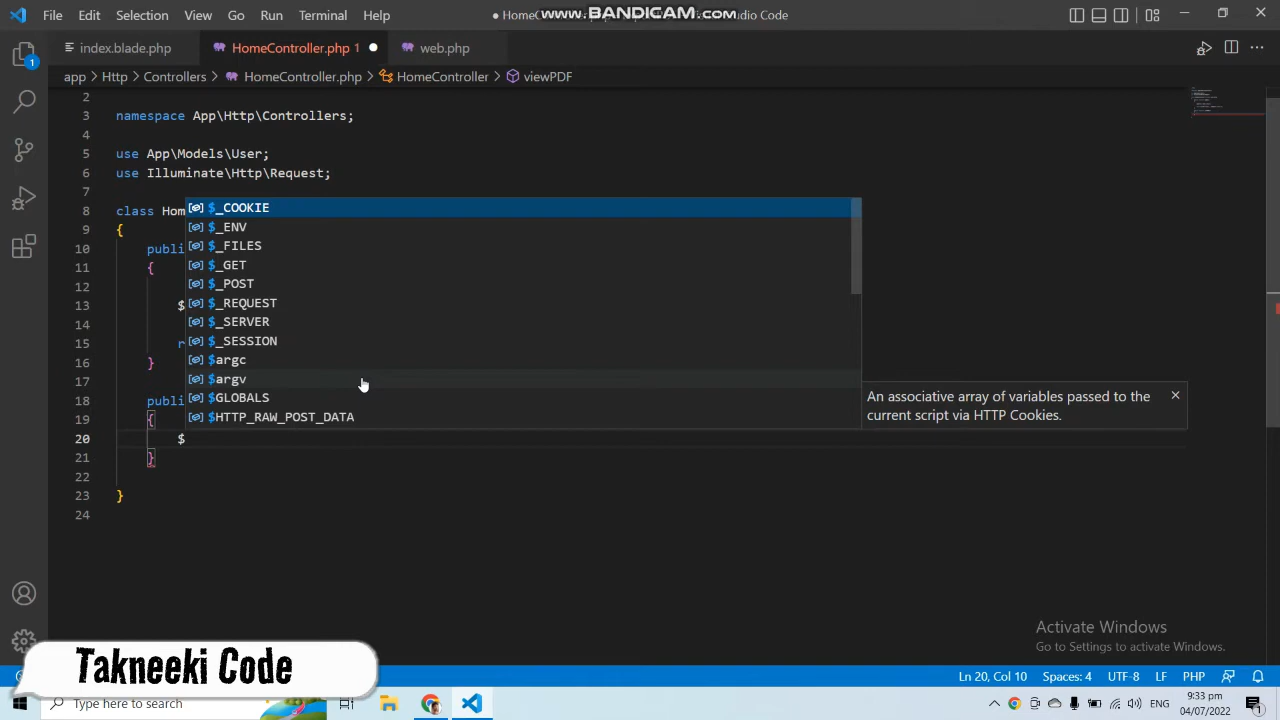 File Edit Selection View Go Run Terminal Help
● HomeC
www.BANDICAM.com
udio Code
index.blade.php
HomeController.php 1 ●
web.php
1
app > Http > Controllers > HomeController.php > HomeController > viewPDF
2
3 namespace App\Http\Controllers;
4
5 use App\Models\User;
6 use Illuminate\Http\Request;
7
8 class Hom
$_COOKIE
9 {
$_ENV
10 publi
$_FILES
11 {
$_GET
12
$_POST
13 $
$_REQUEST
14
$_SERVER
15 r
$_SESSION
16 }
$argc
17
$argv
18 publi
$GLOBALS
19 {
$HTTP_RAW_POST_DATA
An associative array of variables passed to the
current script via HTTP Cookies.
20 $
21 }
22
23 }
24
Activate Windows
Go to Settings to activate Windows.
Takneeki Code
Ln 20, Col 10 Spaces: 4 UTF-8 LF PHP
Type here to search
ENG
9:33 pm
04/07/2022
1